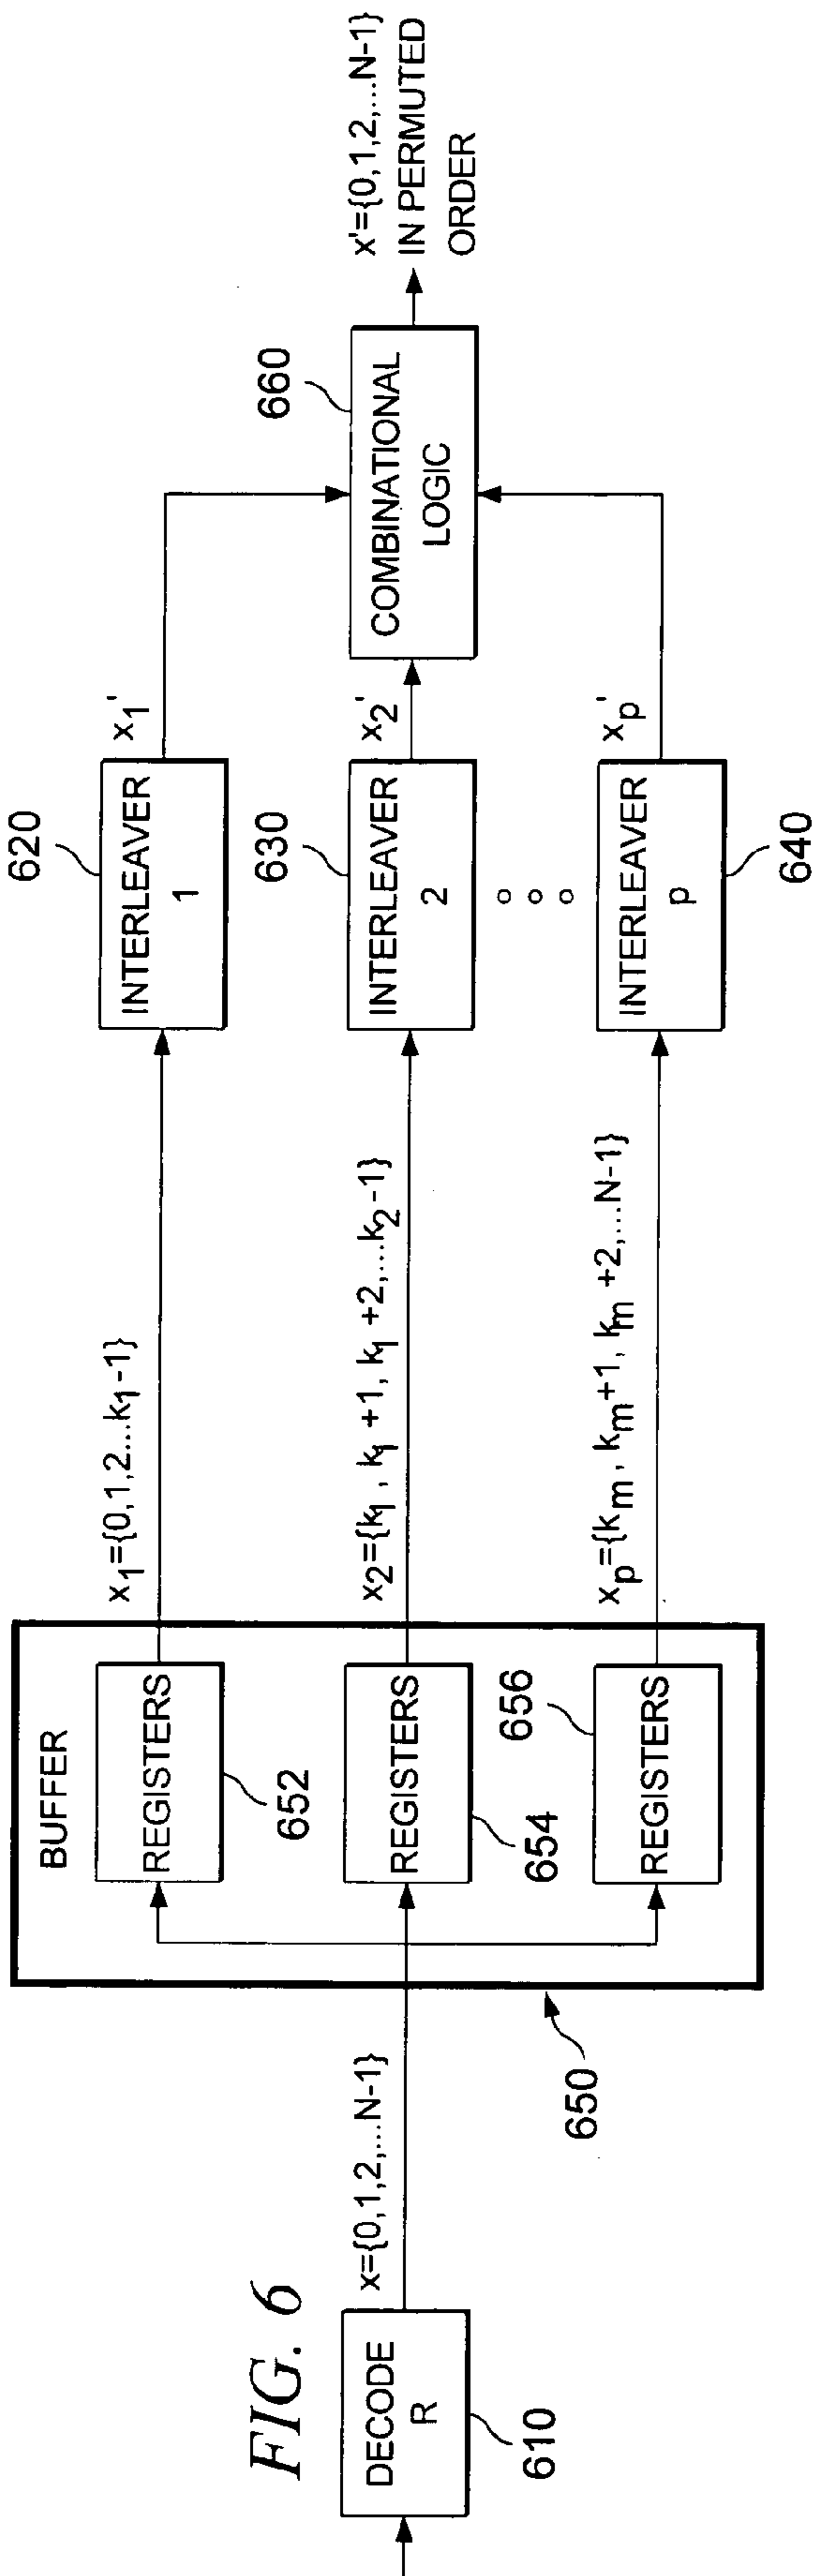 FIG. 6
DECODE
R
610
x={0,1,2,...N-1}
650
BUFFER
REGISTERS
652
REGISTERS
654
REGISTERS
656
x1={0,1,2...k1-1}
x2={k1, k1+1, k1+2,...k2-1}
xp={km, km+1, km+2,...N-1}
INTERLEAVER
1
620
INTERLEAVER
2
630
INTERLEAVER
p
640
x1'
x2'
xp'
COMBINATIONAL
LOGIC
660
x'={0,1,2,...N-1}
IN PERMUTED
ORDER